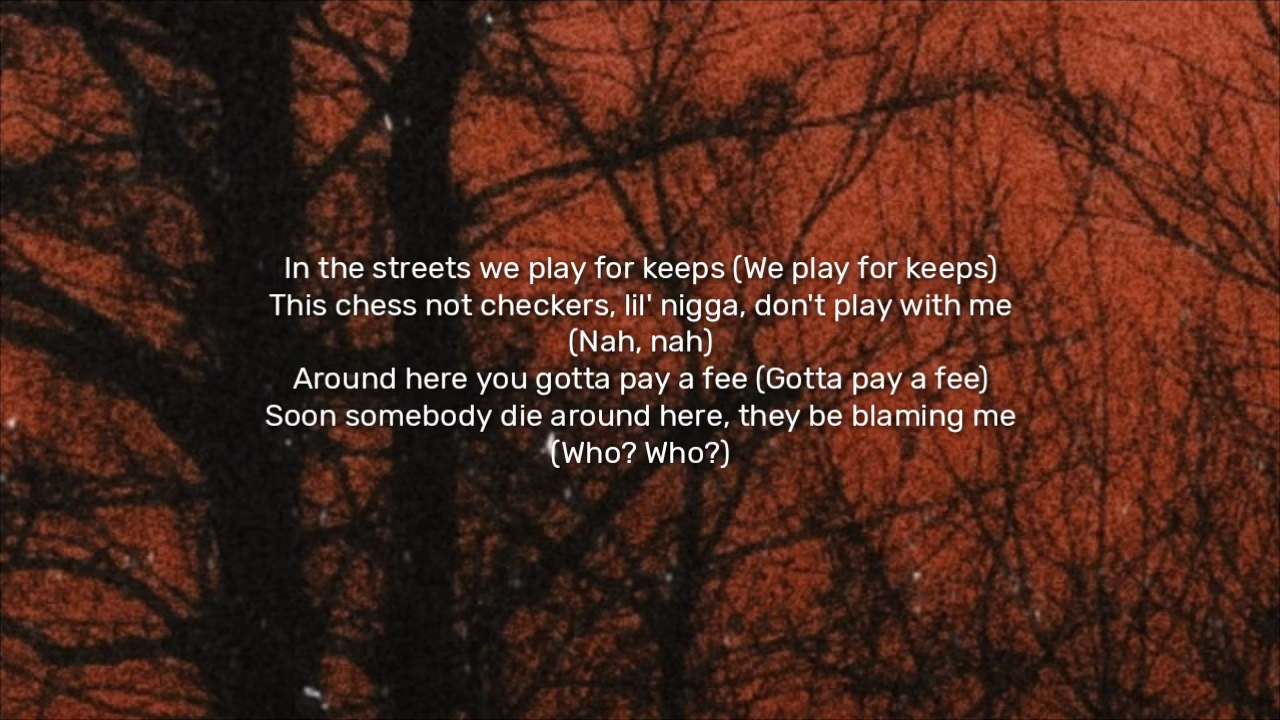 In the streets we play for keeps (We play for keeps)
This chess not checkers, lil' nigga, don't play with me
(Nah, nah)
Around here you gotta pay a fee (Gotta pay a fee)
Soon somebody die around here, they be blaming me
(Who? Who?)